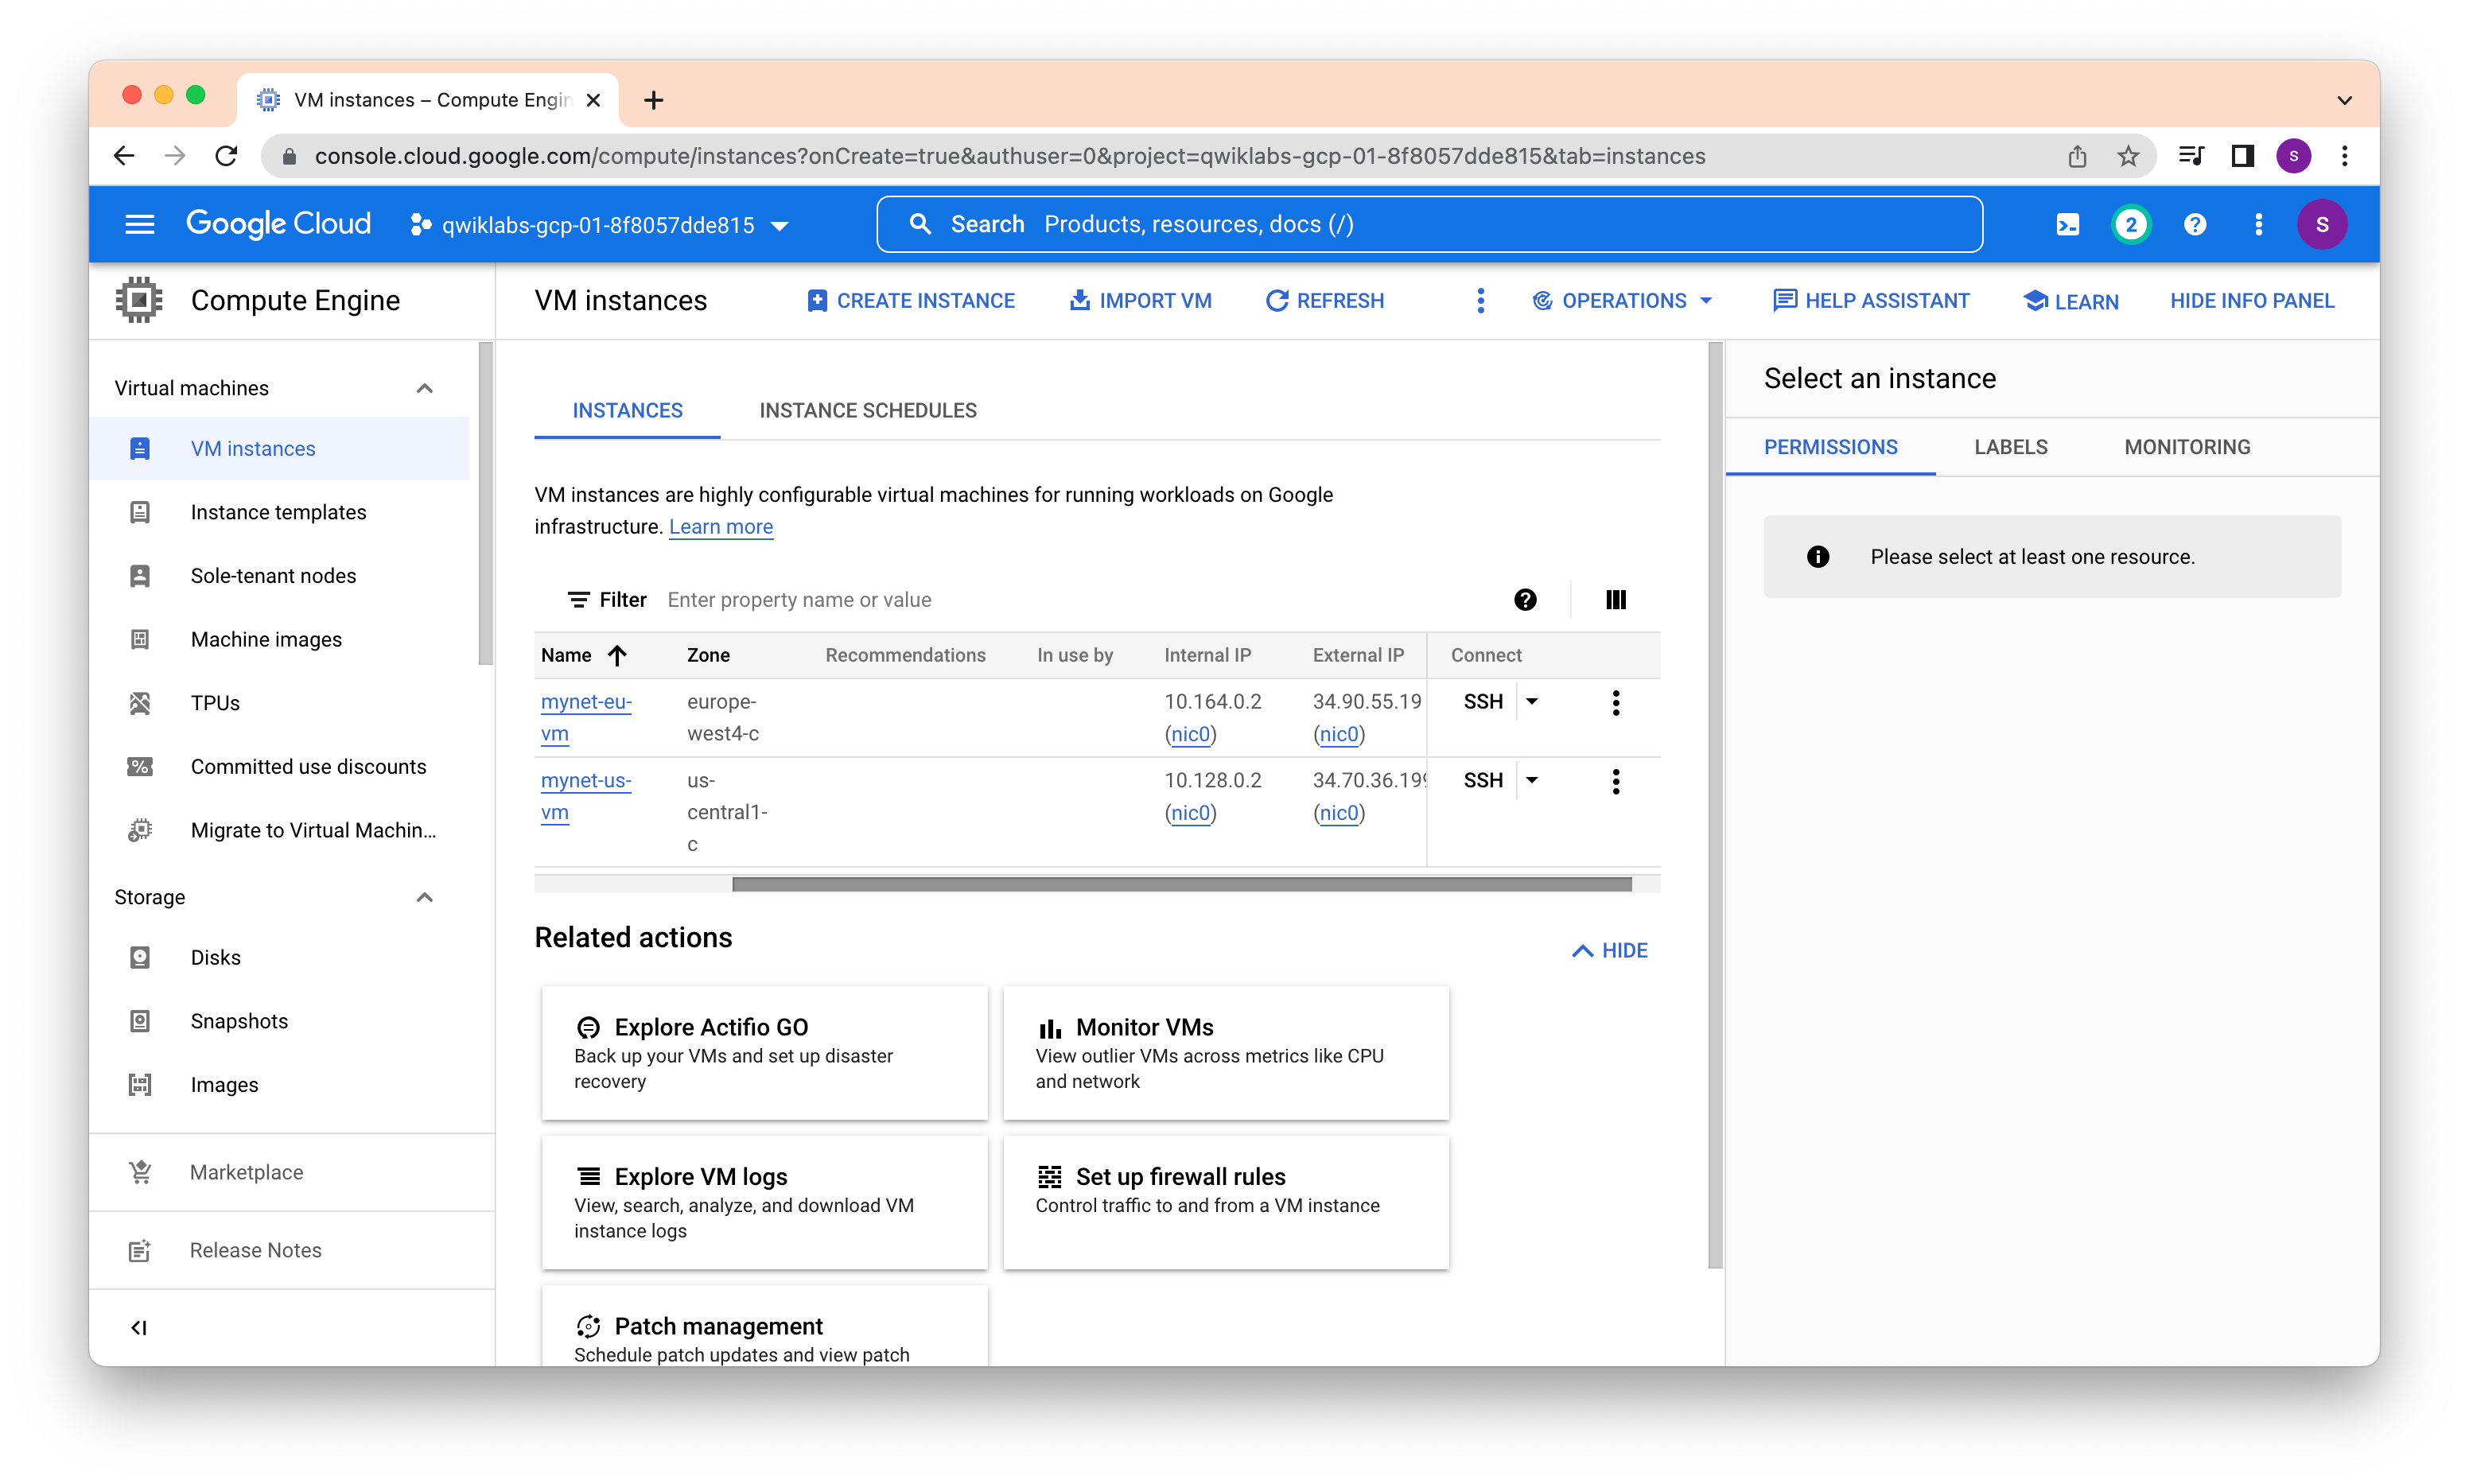 VM instances – Compute Engin
console.cloud.google.com/compute/instances?onCreate=true&authuser=0&project=qwiklabs-gcp-01-8f8057dde815&tab=instances
S
Google Cloud
qwiklabs-gcp-01-8f8057dde815
Search Products, resources, docs (/)
2
S
Compute Engine
VM instances
CREATE INSTANCE
IMPORT VM
REFRESH
OPERATIONS
HELP ASSISTANT
LEARN
HIDE INFO PANEL
Virtual machines
VM instances
Instance templates
Sole-tenant nodes
Machine images
TPUs
Committed use discounts
Migrate to Virtual Machin...
Storage
Disks
Snapshots
Images
Marketplace
Release Notes
INSTANCES
INSTANCE SCHEDULES
VM instances are highly configurable virtual machines for running workloads on Google
infrastructure. Learn more
Filter Enter property name or value
Name Zone Recommendations In use by Internal IP External IP Connect
mynet-eu- europe- 10.164.0.2 34.90.55.19 SSH
vm west4-c (nic0) (nic0)
mynet-us- us- 10.128.0.2 34.70.36.199 SSH
vm central1- (nic0) (nic0)
c
Related actions
HIDE
Explore Actifio GO
Back up your VMs and set up disaster
recovery
Monitor VMs
View outlier VMs across metrics like CPU
and network
Explore VM logs
View, search, analyze, and download VM
instance logs
Set up firewall rules
Control traffic to and from a VM instance
Patch management
Schedule patch updates and view patch
Select an instance
PERMISSIONS
LABELS
MONITORING
Please select at least one resource.